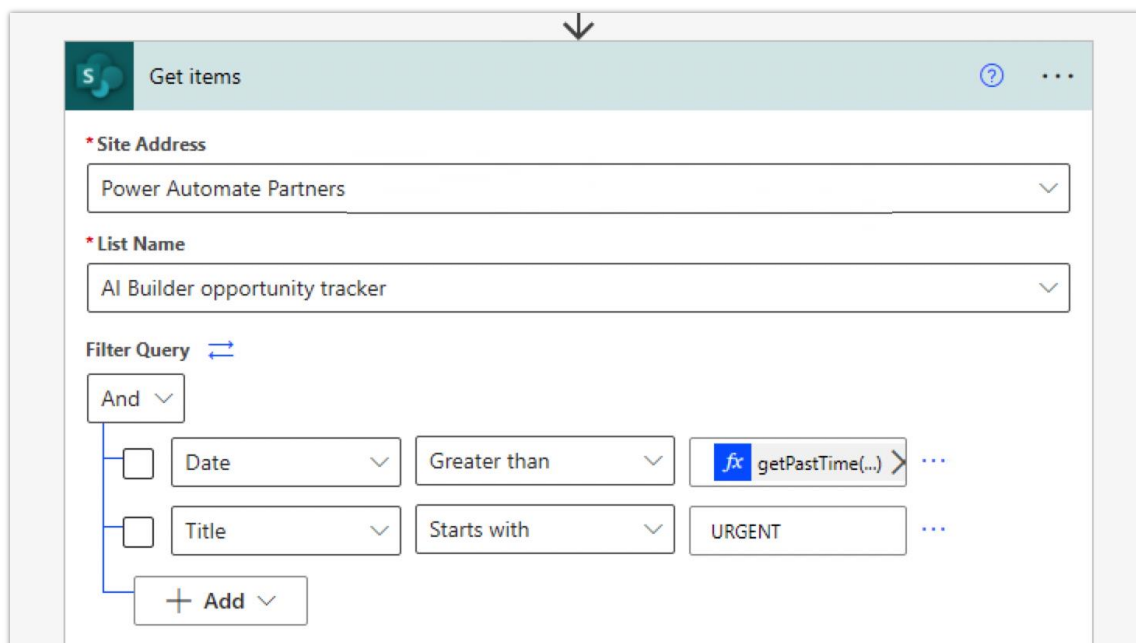 S
Get items
?
...
* Site Address
Power Automate Partners
* List Name
AI Builder opportunity tracker
Filter Query
And
Date Greater than fx getPastTime(...) ...
Title Starts with URGENT ...
+ Add